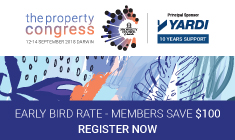 the property
congress
12-14 SEPTEMBER 2018 DARWIN
Principal Sponsor
YARDI
10 YEARS SUPPORT
EARLY BIRD RATE - MEMBERS SAVE $100
REGISTER NOW